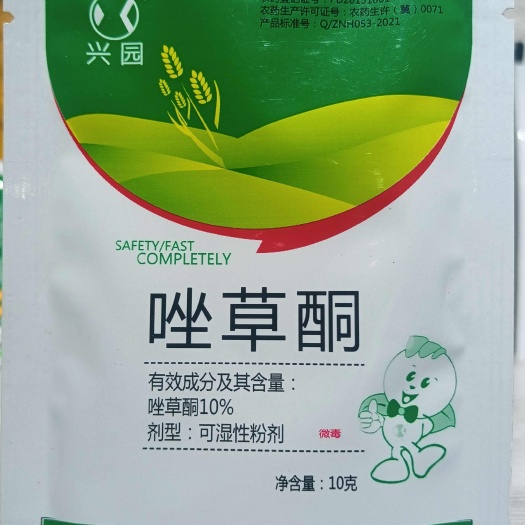 兴园
农药生产许可证号：农药生许（冀）0071
产品标准号：Q/ZNH053-2021
SAFETY/FAST
COMPLETELY
唑草酮
有效成分及其含量：
唑草酮10%
剂型：可湿性粉剂
微毒
净含量：10克